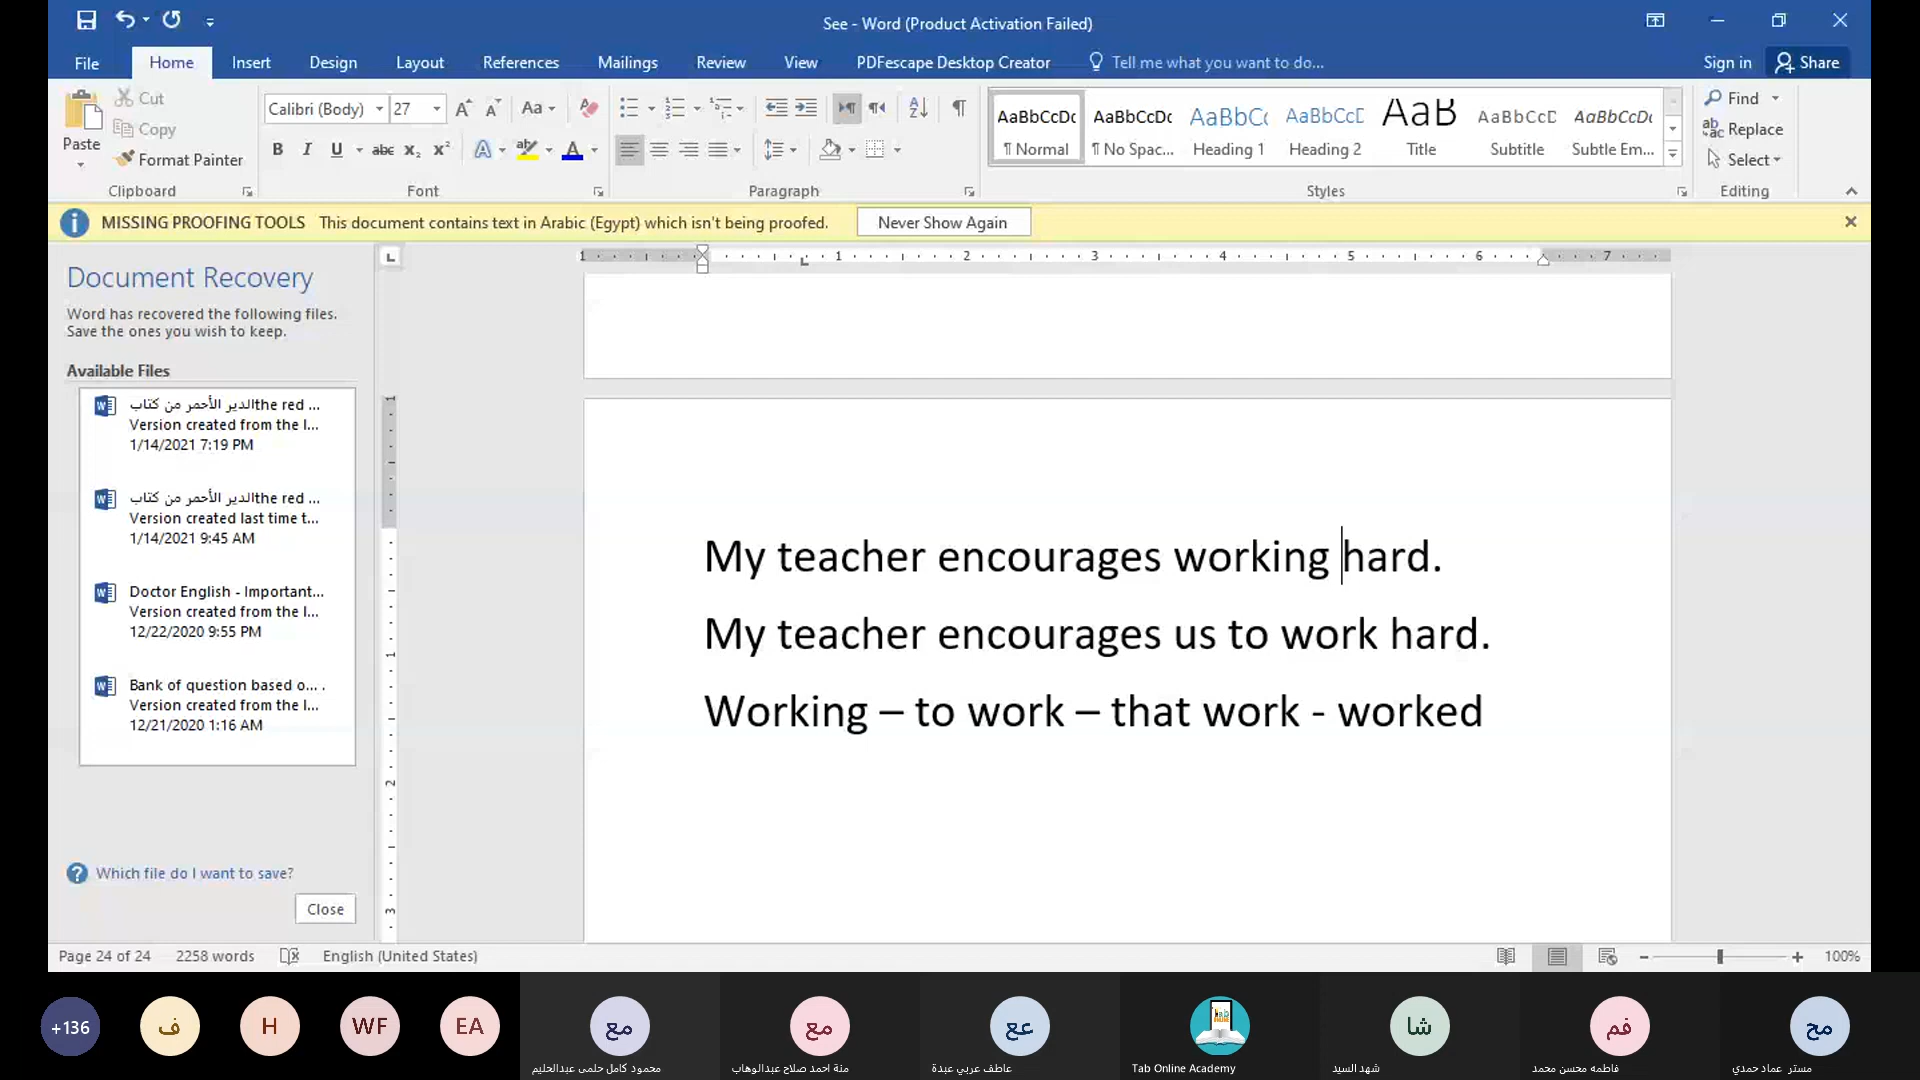 See - Word (Product Activation Failed)
File Home Insert Design Layout References Mailings Review View PDFescape Desktop Creator Tell me what you want to do... Sign in Share
Paste Cut Copy Format Painter Clipboard
Calibri (Body) 27 Font
Paragraph
AaBbCcDc ¶ Normal
AaBbCcDc ¶ No Spac...
AaBbC Heading 1
AaBbCcD Heading 2
AaB Title
AaBbCcD Subtitle
AaBbCcDc Subtle Em...
Styles
Find Replace Select Editing
MISSING PROOFING TOOLS This document contains text in Arabic (Egypt) which isn't being proofed. Never Show Again
Document Recovery
Word has recovered the following files.
Save the ones you wish to keep.
Available Files
الدير الأحمر من كتاب the red ...
Version created from the l...
1/14/2021 7:19 PM
الدير الأحمر من كتاب the red ...
Version created last time t...
1/14/2021 9:45 AM
Doctor English - Important...
Version created from the l...
12/22/2020 9:55 PM
Bank of question based o... .
Version created from the l...
12/21/2020 1:16 AM
Which file do I want to save?
Close
My teacher encourages working hard.
My teacher encourages us to work hard.
Working – to work – that work - worked
Page 24 of 24 2258 words English (United States) 100%
+136 ف H WF EA مع مع عع شا فم مح
محمود كامل حلمى عبدالحليم
منة احمد صلاح عبدالوهاب
عاطف عربي عبدة
Tab Online Academy
شهد السيد
فاطمه محسن محمد
مستر عماد حمدي